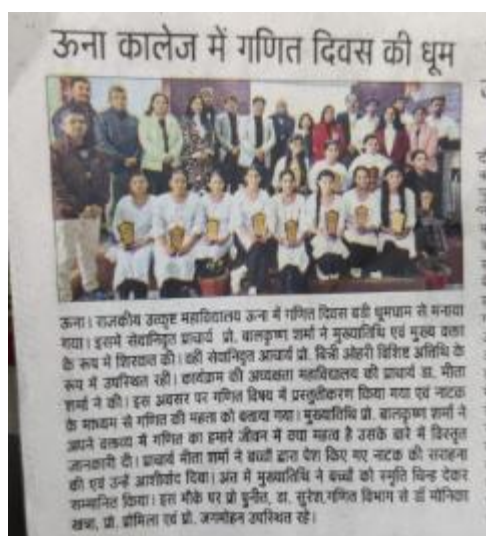 ऊना कालेज में गणित दिवस की धूम
ऊना। राजकीय उत्कृष्ट महाविद्यालय ऊना में गणित दिवस बडी धूमधाम से मनाया
गया। इसमें सेवानिवृत प्राचार्य प्रो. बालकृष्ण शर्मा ने मुख्यातिथि एवं मुख्य वक्ता
के रूप में शिरकत की। वहीं सेवानिवृत आचार्य प्रो. बिन्नी ओहरी विशिष्ट अतिथि के
रूप में उपस्थित रहीं। कार्यक्रम की अध्यक्षता महाविद्यालय की प्राचार्य डा. मीता
शर्मा ने की। इस अवसर पर गणित विषय में प्रस्तुतीकरण किया गया एवं नाटक
के माध्यम से गणित की महता को बताया गया। मुख्यतिथि प्रो. बालकृष्ण शर्मा ने
अपने वक्तव्य में गणित का हमारे जीवन में क्या महत्व है उसके बारे में विस्तृत
जानकारी दी। प्राचार्य मीता शर्मा ने बच्चों द्वारा पेश किए गए नाटक की सराहना
की एवं उन्हें आशीर्वाद दिया। अंत में मुख्यातिथि ने बच्चों को स्मृति चिन्ह देकर
सम्मानित किया। इस मौके पर प्रो पुनीत, डा. सुरेश,गणित विभाग से डॉ मोनिका
खन्ना, प्रो. प्रोमिला एवं प्रो. जगमोहन उपस्थित रहे।